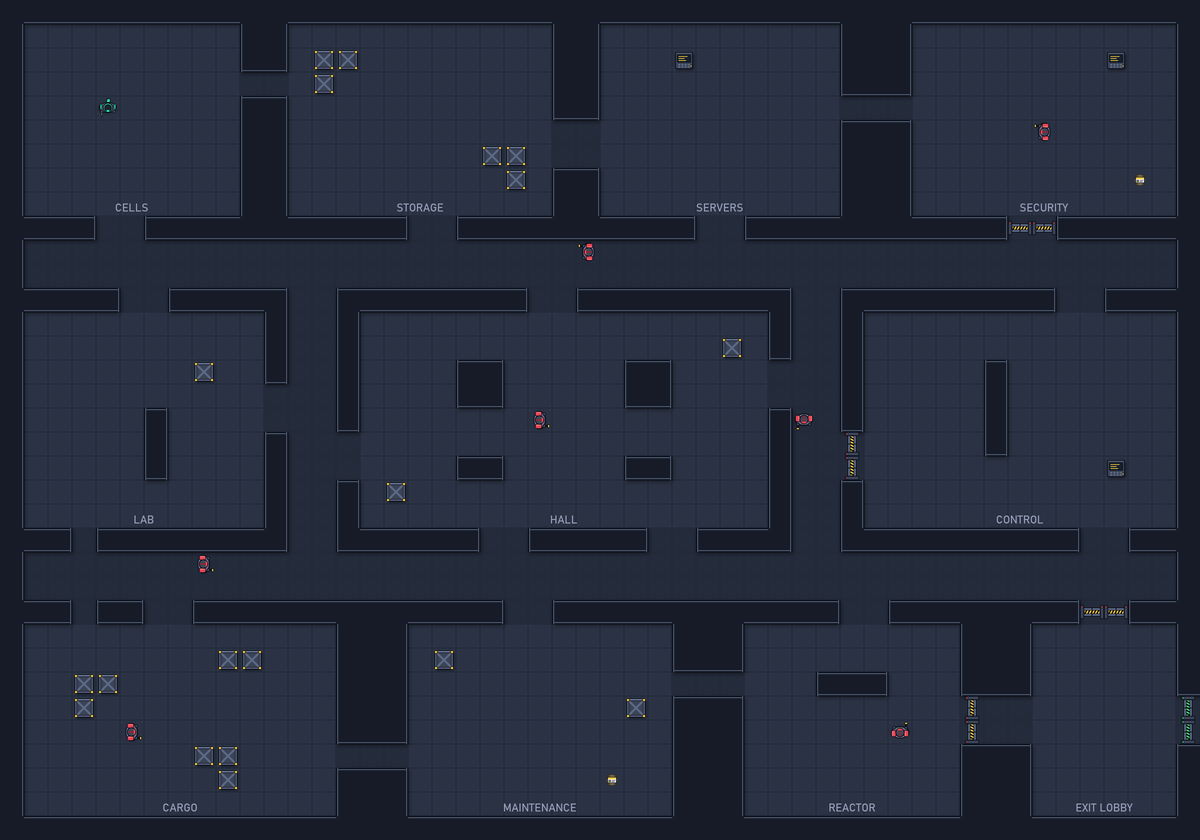 CELLS
STORAGE
SERVERS
SECURITY
LAB
HALL
CONTROL
CARGO
MAINTENANCE
REACTOR
EXIT LOBBY